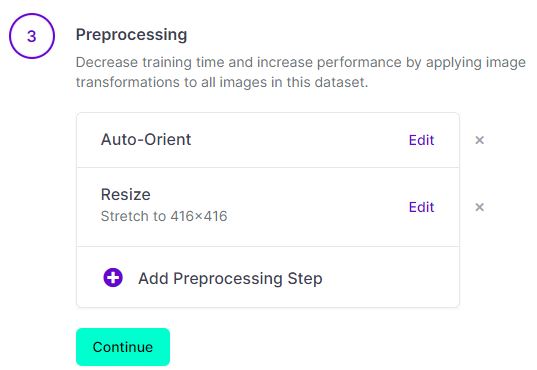 3
Preprocessing
Decrease training time and increase performance by applying image
transformations to all images in this dataset.
Auto-Orient
Edit
×
Resize
Stretch to 416×416
Edit
×
Add Preprocessing Step
Continue